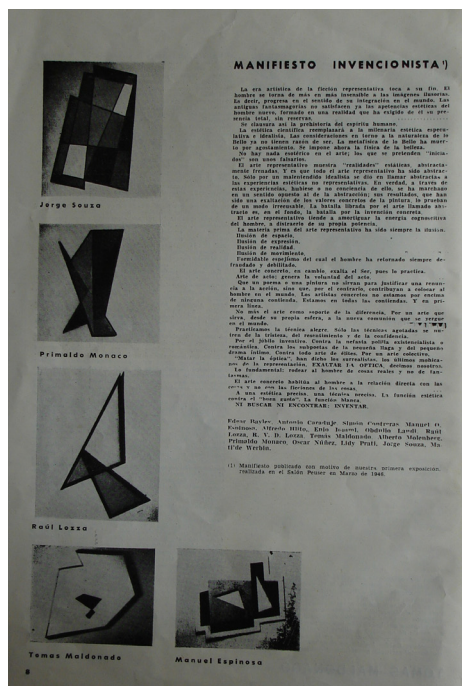 MANIFIESTO INVENCIONISTA¹)
La era artística de la ficción representativa toca a su fin. El
hombre se torna de más en más insensible a las imágenes ilusorias.
Es decir, progresa en el sentido de su integración en el mundo. Las
antiguas fantasmagorías no satisfacen ya las apetencias estéticas del
hombre nuevo, formado en una realidad que ha exigido de él su pre-
sencia total, sin reservas.
Se clausura así la prehistoria del espíritu humano.
La estética científica reemplazará a la milenaria estética especu-
lativa e idealista. Las consideraciones en torno a la naturaleza de lo
Bello ya no tienen razón de ser. La metafísica de lo Bello ha muer-
to por agotamiento. Se impone ahora la física de la belleza.
No hay nada esotérico en el arte; los que se pretenden "inicia-
dos" son unos falsarios.
El arte representativo muestra "realidades" estáticas, abstracta-
mente frenadas. Y es que todo el arte representativo ha sido abstrac-
to. Sólo por un malentendido idealista se dio en llamar abstractas a
las experiencias estéticas no representativas. En verdad, a través de
estas experiencias, hubiese o no conciencia de ello, se ha marchado
en un sentido opuesto al de la abstracción; sus resultados, que han
sido una exaltación de los valores concretos de la pintura, lo prueban
de un modo irrecusable. La batalla librada por el arte llamado abs-
tracto es, en el fondo, la batalla por la invención concreta.
El arte representativo tiende a amortiguar la energía cognoscitiva
del hombre, a distraerlo de su propia potencia.
La materia prima del arte representativo ha sido siempre la ilusión.
Ilusión de espacio.
Ilusión de expresión.
Ilusión de realidad.
Ilusión de movimiento.
Formidable espejismo del cual el hombre ha retornado siempre de-
fraudado y debilitado.
El arte concreto, en cambio, exalta el Ser, pues lo practica.
Arte de acto; genera la voluntad del acto.
Que un poema o una pintura no sirvan para justificar una renun-
cia a la acción, sino que, por el contrario, contribuyan a colocar al
hombre en el mundo. Los artistas concretos no estamos por encima
de ninguna contienda. Estamos en todas las contiendas. Y en pri-
mera línea.
No más el arte como soporte de la diferencia. Por un arte que
sirva, desde su propia esfera, a la nueva comunión que se yergue
en el mundo.
Practicamos la técnica alegre. Sólo las técnicas agotadas se nu-
tren de la tristeza, del resentimiento y de la confidencia.
Por el júbilo inventivo. Contra la nefasta polilla existencialista o
romántica. Contra los subpoetas de la pequeña llaga y del pequeño
drama íntimo. Contra todo arte de élites. Por un arte colectivo.
"Matar la óptica", han dicho los surrealistas, los últimos mohica-
nos de la representación. EXALTAR LA OPTICA, decimos nosotros.
Lo fundamental: rodear al hombre de cosas reales y no de fan-
tasmas.
El arte concreto habitúa al hombre a la relación directa con las
cosas y no con las ficciones de las cosas.
A una estética precisa, una técnica precisa. La función estética
contra el "buen gusto". La función blanca.
NI BUSCAR NI ENCONTRAR: INVENTAR.
Edgar Bayley, Antonio Caraduje, Simón Contreras, Manuel O.
Espinosa, Alfredo Hlito, Enio Iommi, Obdulio Landi, Raúl
Lozza, R. V. D. Lozza, Tomás Maldonado, Alberto Molenberg,
Primaldo Monaco, Oscar Núñez, Lidy Prati, Jorge Souza, Ma-
tilde Werbin.
(1) Manifiesto publicado con motivo de nuestra primera exposición,
realizada en el Salón Peuser en Marzo de 1946.
Jorge Souza
Primaldo Monaco
Raúl Lozza
Tomas Maldonado
Manuel Espinosa
8